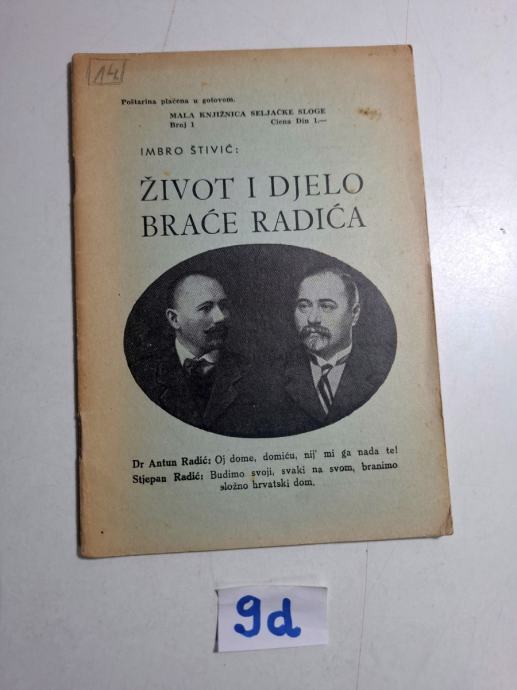 14
Poštarina plaćena u gotovom.
MALA KNJIŽNICA SELJAČKE SLOGE
Broj 1 Ciena Din 1.—
IMBRO ŠTIVIĆ:
ŽIVOT I DJELO
BRAĆE RADIĆA
Dr Antun Radić: Oj dome, domiću, nij' mi ga nada te!
Stjepan Radić: Budimo svoji, svaki na svom, branimo
složno hrvatski dom.
9d